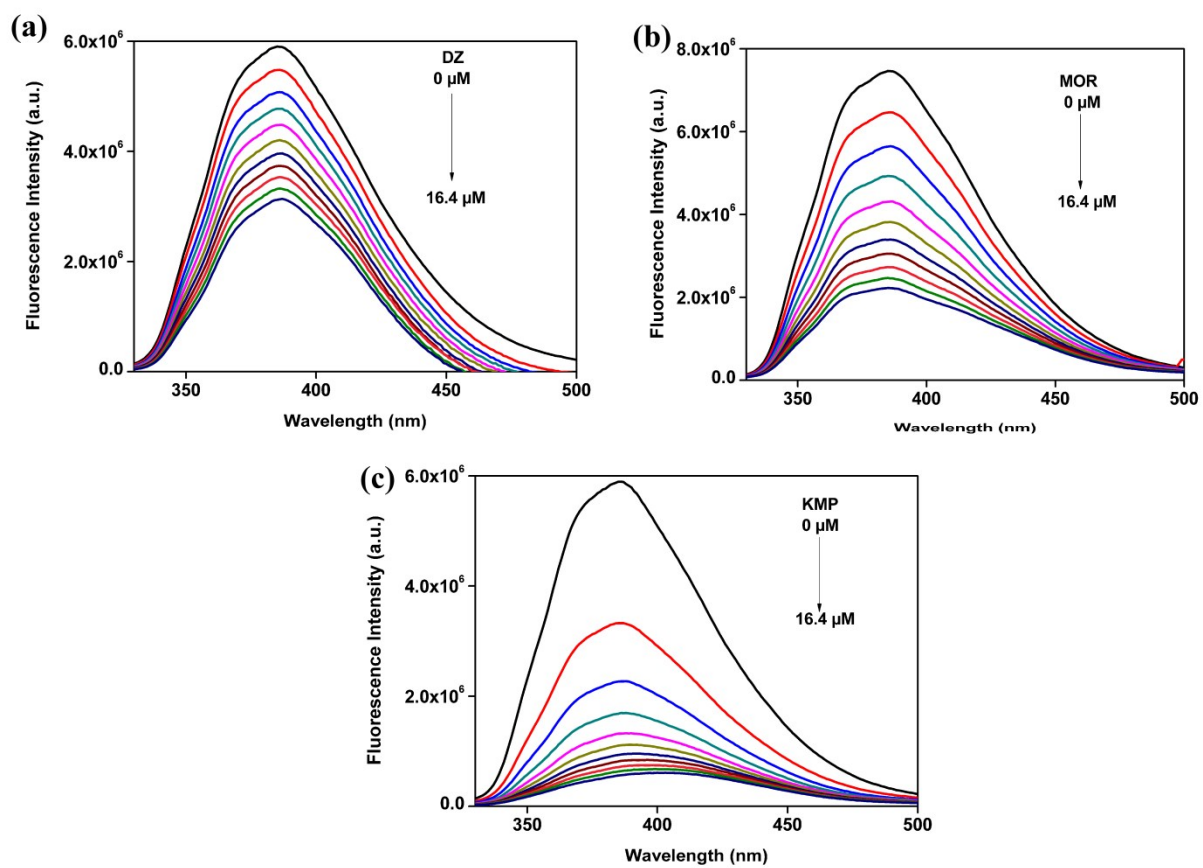 (a)
6.0x10⁶
4.0x10⁶
2.0x10⁶
0.0
Fluorescence Intensity (a.u.)
DZ
0 µM
16.4 µM
350 400 450 500
Wavelength (nm)
(b)
8.0x10⁶
6.0x10⁶
4.0x10⁶
2.0x10⁶
0.0
Fluorescence Intensity (a.u.)
MOR
0 µM
16.4 µM
350 400 450 500
Wavelength (nm)
(c)
6.0x10⁶
4.0x10⁶
2.0x10⁶
0.0
Fluorescence Intensity (a.u.)
KMP
0 µM
16.4 µM
350 400 450 500
Wavelength (nm)